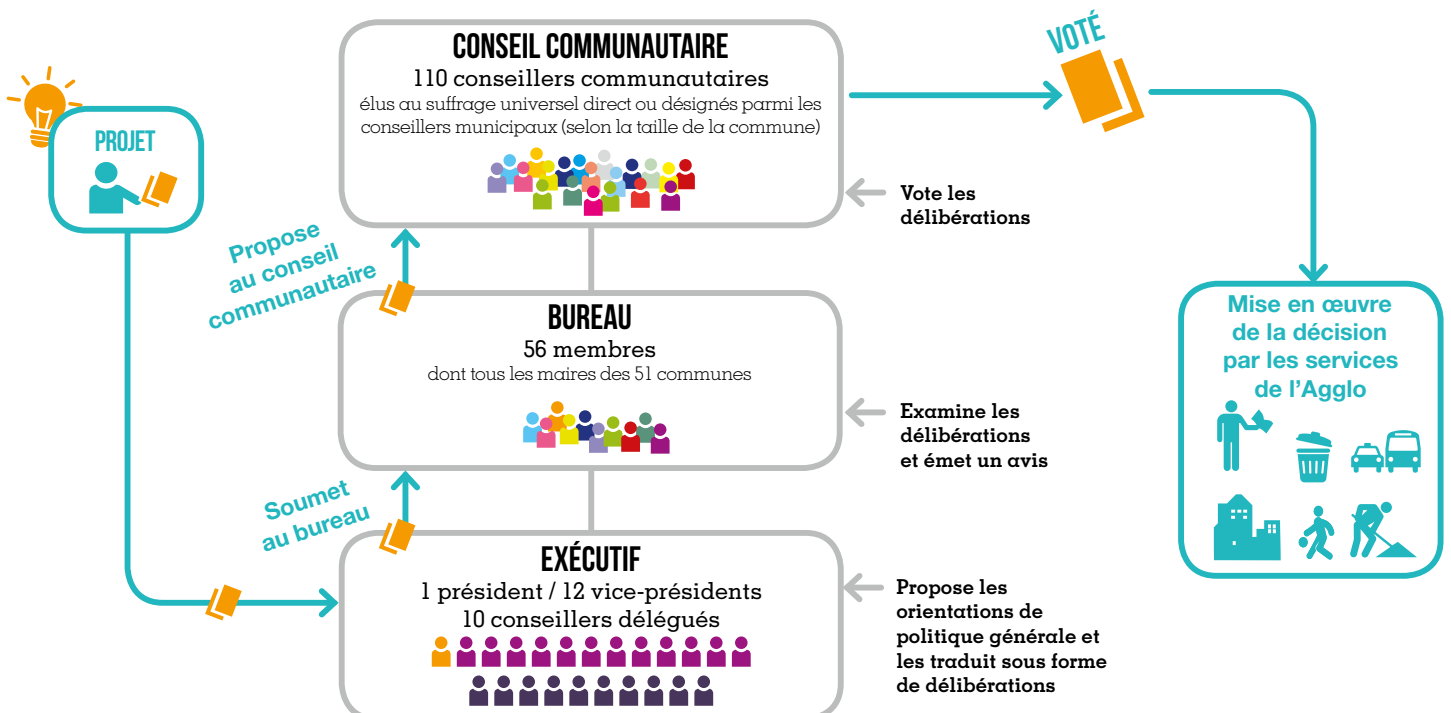 PROJET
CONSEIL COMMUNAUTAIRE
110 conseillers communautaires
élus au suffrage universel direct ou désignés parmi les
conseillers municipaux (selon la taille de la commune)
Vote les
délibérations
VOTÉ
Propose
au conseil
communautaire
BUREAU
56 membres
dont tous les maires des 51 communes
Examine les
délibérations
et émet un avis
Soumet
au bureau
EXÉCUTIF
1 président / 12 vice-présidents
10 conseillers délégués
Propose les
orientations de
politique générale et
les traduit sous forme
de délibérations
Mise en œuvre
de la décision
par les services
de l’Agglo